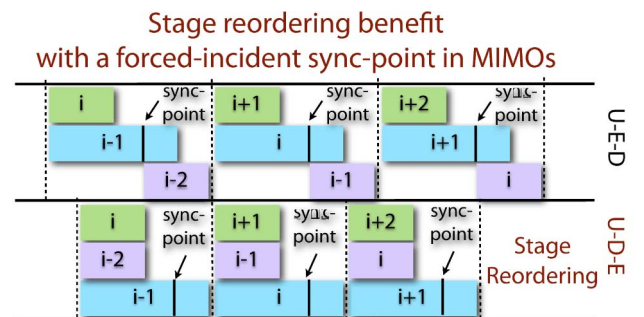 Stage reordering benefit
with a forced-incident sync-point in MIMOs
i
sync-
point
i+1
sync-
point
i+2
point
i-1
i
i+1
i-2
i-1
i
U-E-D
i
sync-
point
i+1
point
i+2
sync-
point
i-2
i-1
i
i-1
i
i+1
Stage
Reordering
U-D-E